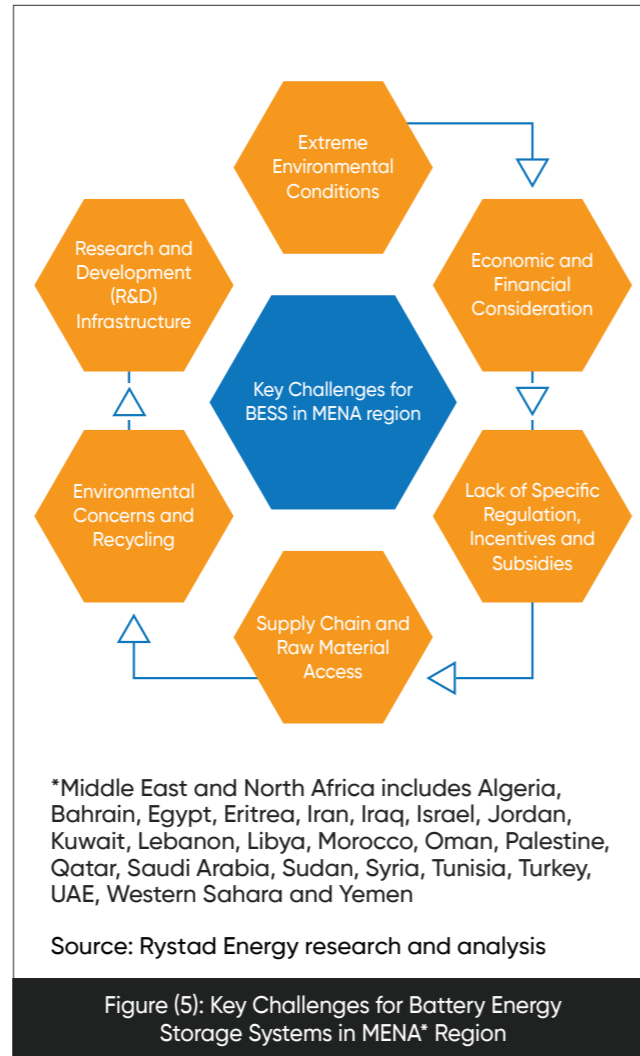 Extreme
Environmental
Conditions
Economic and
Financial
Consideration
Lack of Specific
Regulation,
Incentives and
Subsidies
Supply Chain and
Raw Material
Access
Environmental
Concerns and
Recycling
Research and
Development
(R&D)
Infrastructure
Key Challenges for
BESS in MENA region
*Middle East and North Africa includes Algeria,
Bahrain, Egypt, Eritrea, Iran, Iraq, Israel, Jordan,
Kuwait, Lebanon, Libya, Morocco, Oman, Palestine,
Qatar, Saudi Arabia, Sudan, Syria, Tunisia, Turkey,
UAE, Western Sahara and Yemen
Source: Rystad Energy research and analysis
Figure (5): Key Challenges for Battery Energy
Storage Systems in MENA* Region